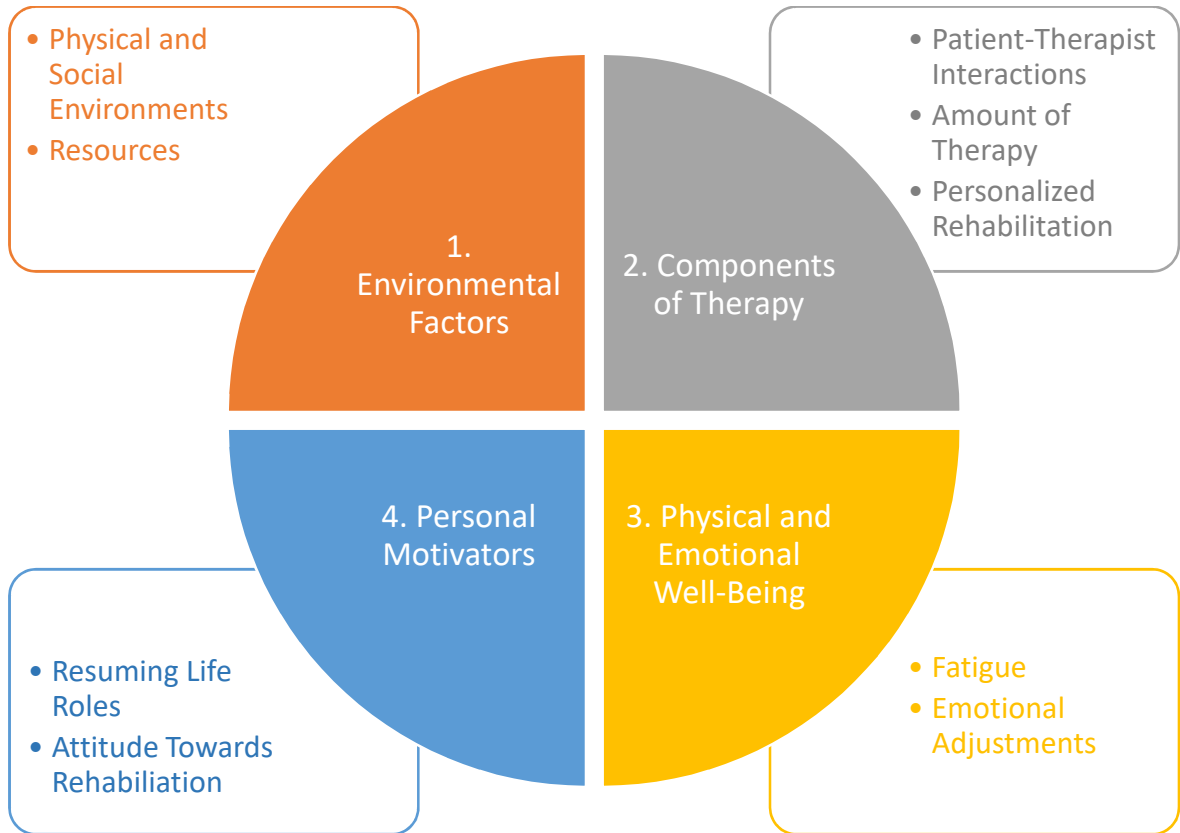 • Physical and
Social
Environments
• Resources
• Patient-Therapist
Interactions
• Amount of
Therapy
• Personalized
Rehabilitation
1.
Environmental
Factors
2. Components
of Therapy
4. Personal
Motivators
3. Physical and
Emotional
Well-Being
• Resuming Life
Roles
• Attitude Towards
Rehabiliation
• Fatigue
• Emotional
Adjustments